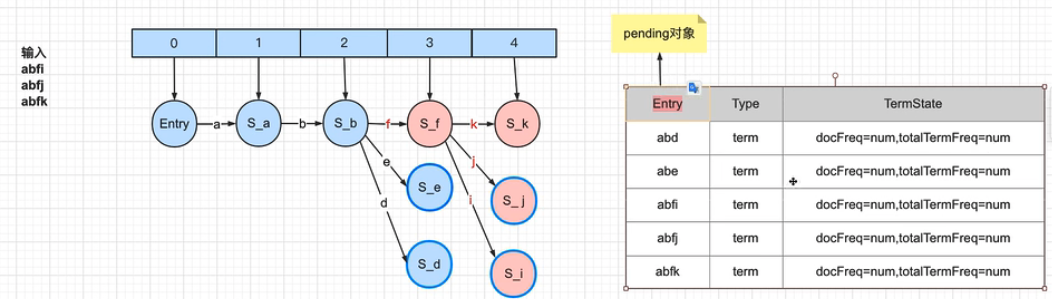 输入
abfi
abfj
abfk
0 1 2 3 4
Entry a S_a b S_b f S_f k S_k
e S_e j S_j
d S_d i S_i
pending对象
Entry Type TermState
abd term docFreq=num,totalTermFreq=num
abe term docFreq=num,totalTermFreq=num
abfi term docFreq=num,totalTermFreq=num
abfj term docFreq=num,totalTermFreq=num
abfk term docFreq=num,totalTermFreq=num